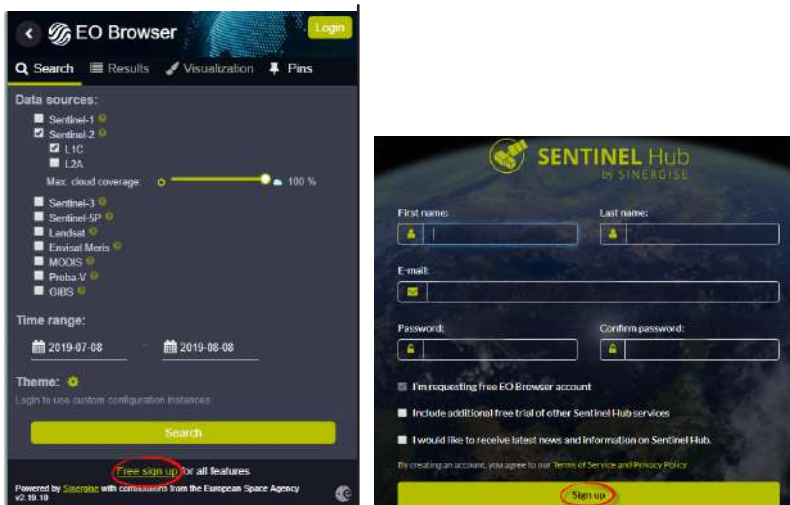 EO Browser
Login
Search Results Visualization Pins
Data sources:
Sentinel-1
Sentinel-2
L1C
L2A
Max. cloud coverage: 100 %
Sentinel-3
Sentinel-5P
Landsat
Envisat Meris
MODIS
Proba-V
GIBS
Time range:
2019-07-08 - 2019-08-08
Theme:
Login to use custom configuration instances.
Search
Free sign up for all features
Powered by Sinergise with contributions from the European Space Agency
v2.19.10
SENTINEL Hub
by SINERGISE
First name: Last name:
E-mail:
Password: Confirm password:
I'm requesting free EO Browser account
Include additional free trial of other Sentinel Hub services
I would like to receive latest news and information on Sentinel Hub.
By creating an account, you agree to our Terms of Service and Privacy Policy
Sign up